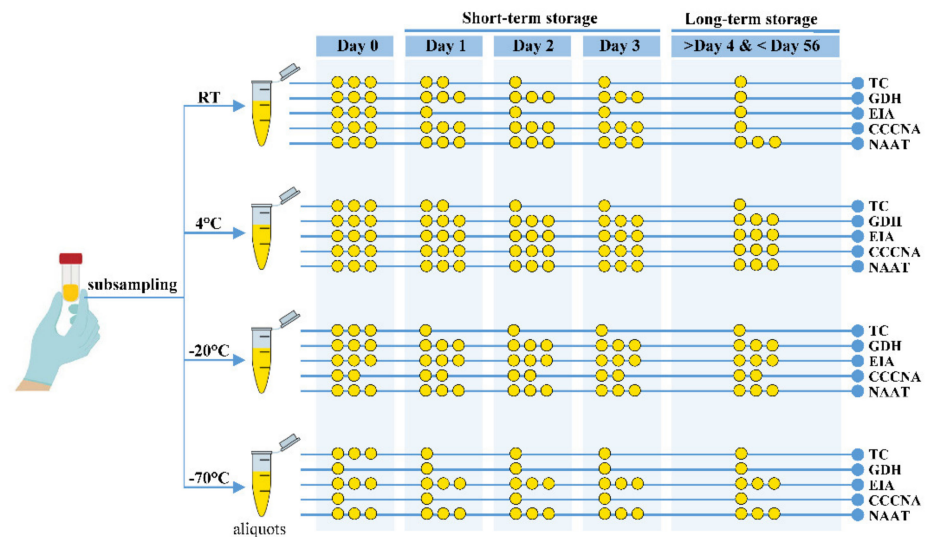 Short-term storage
Long-term storage
Day 0
Day 1
Day 2
Day 3
>Day 4 & < Day 56
RT
TC
GDH
EIA
CCCNA
NAAT
4°C
TC
GDH
EIA
CCCNA
NAAT
subsampling
-20°C
TC
GDH
EIA
CCCNA
NAAT
-70°C
TC
GDH
EIA
CCCNA
NAAT
aliquots